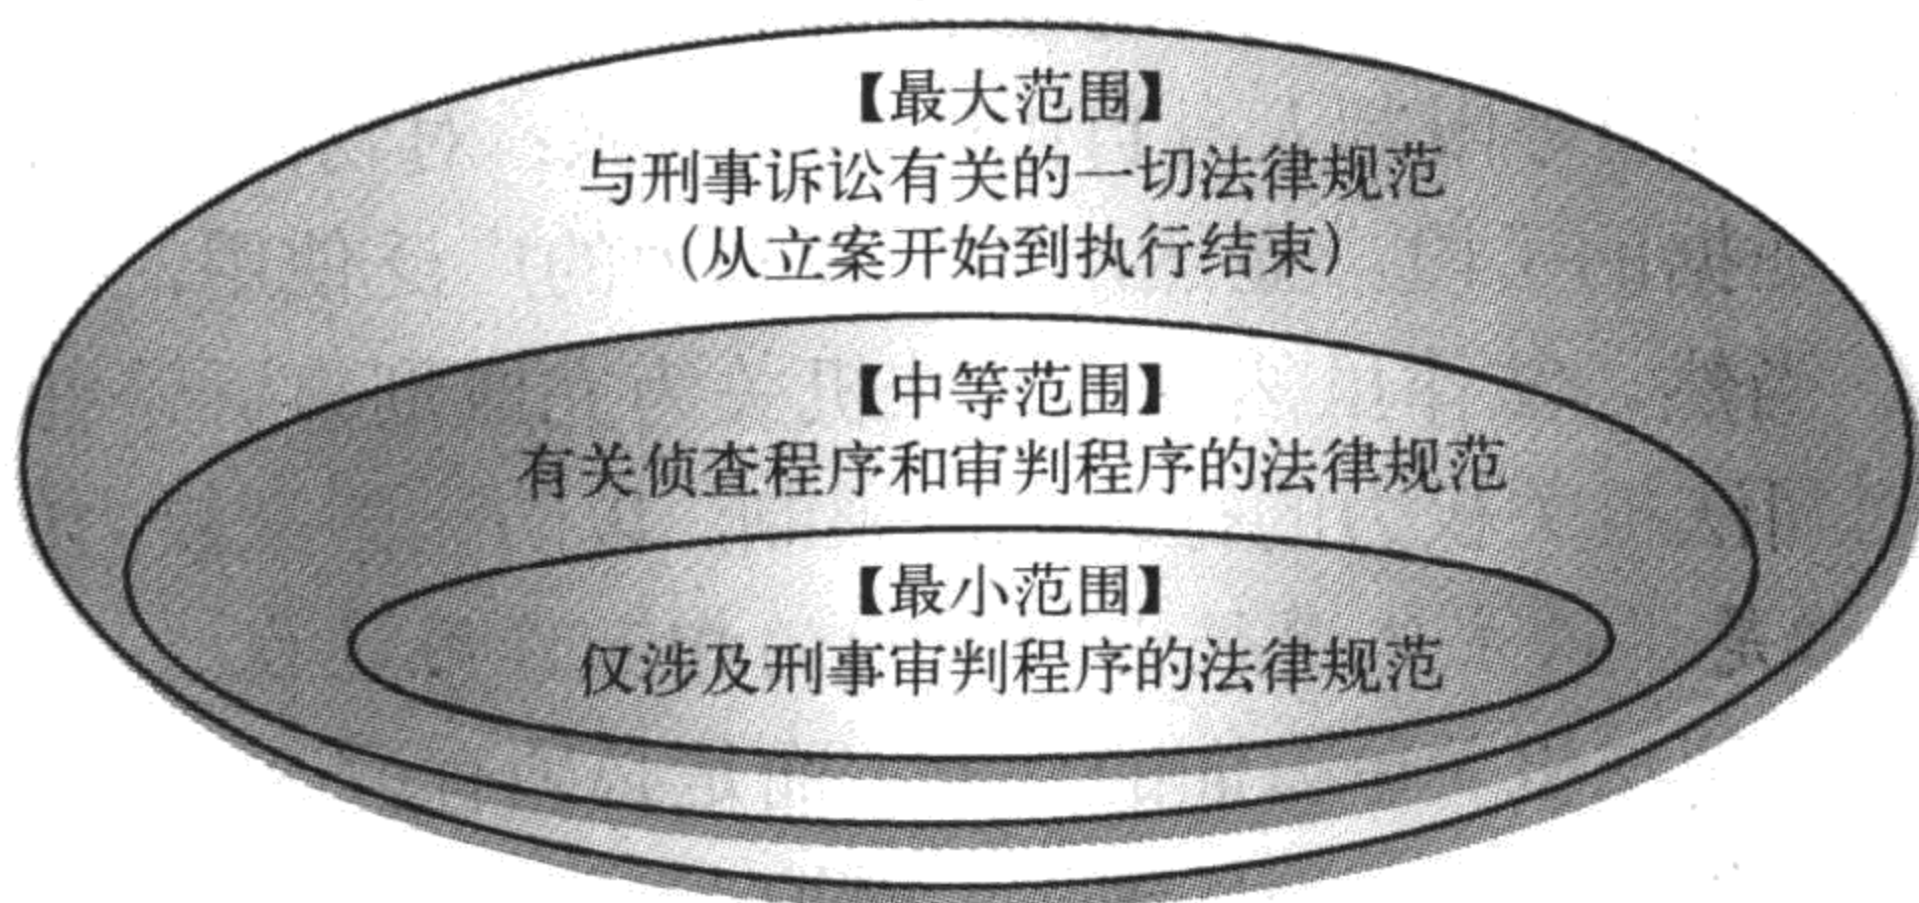 【最大范围】
与刑事诉讼有关的一切法律规范
(从立案开始到执行结束)
【中等范围】
有关侦查程序和审判程序的法律规范
【最小范围】
仅涉及刑事审判程序的法律规范